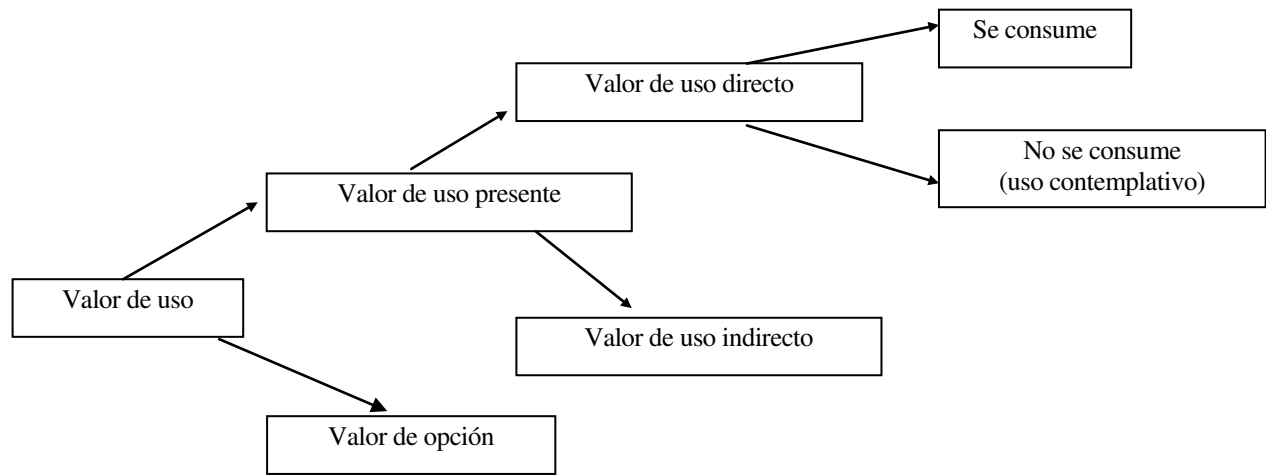 Se consume
Valor de uso directo
No se consume
(uso contemplativo)
Valor de uso presente
Valor de uso
Valor de uso indirecto
Valor de opción